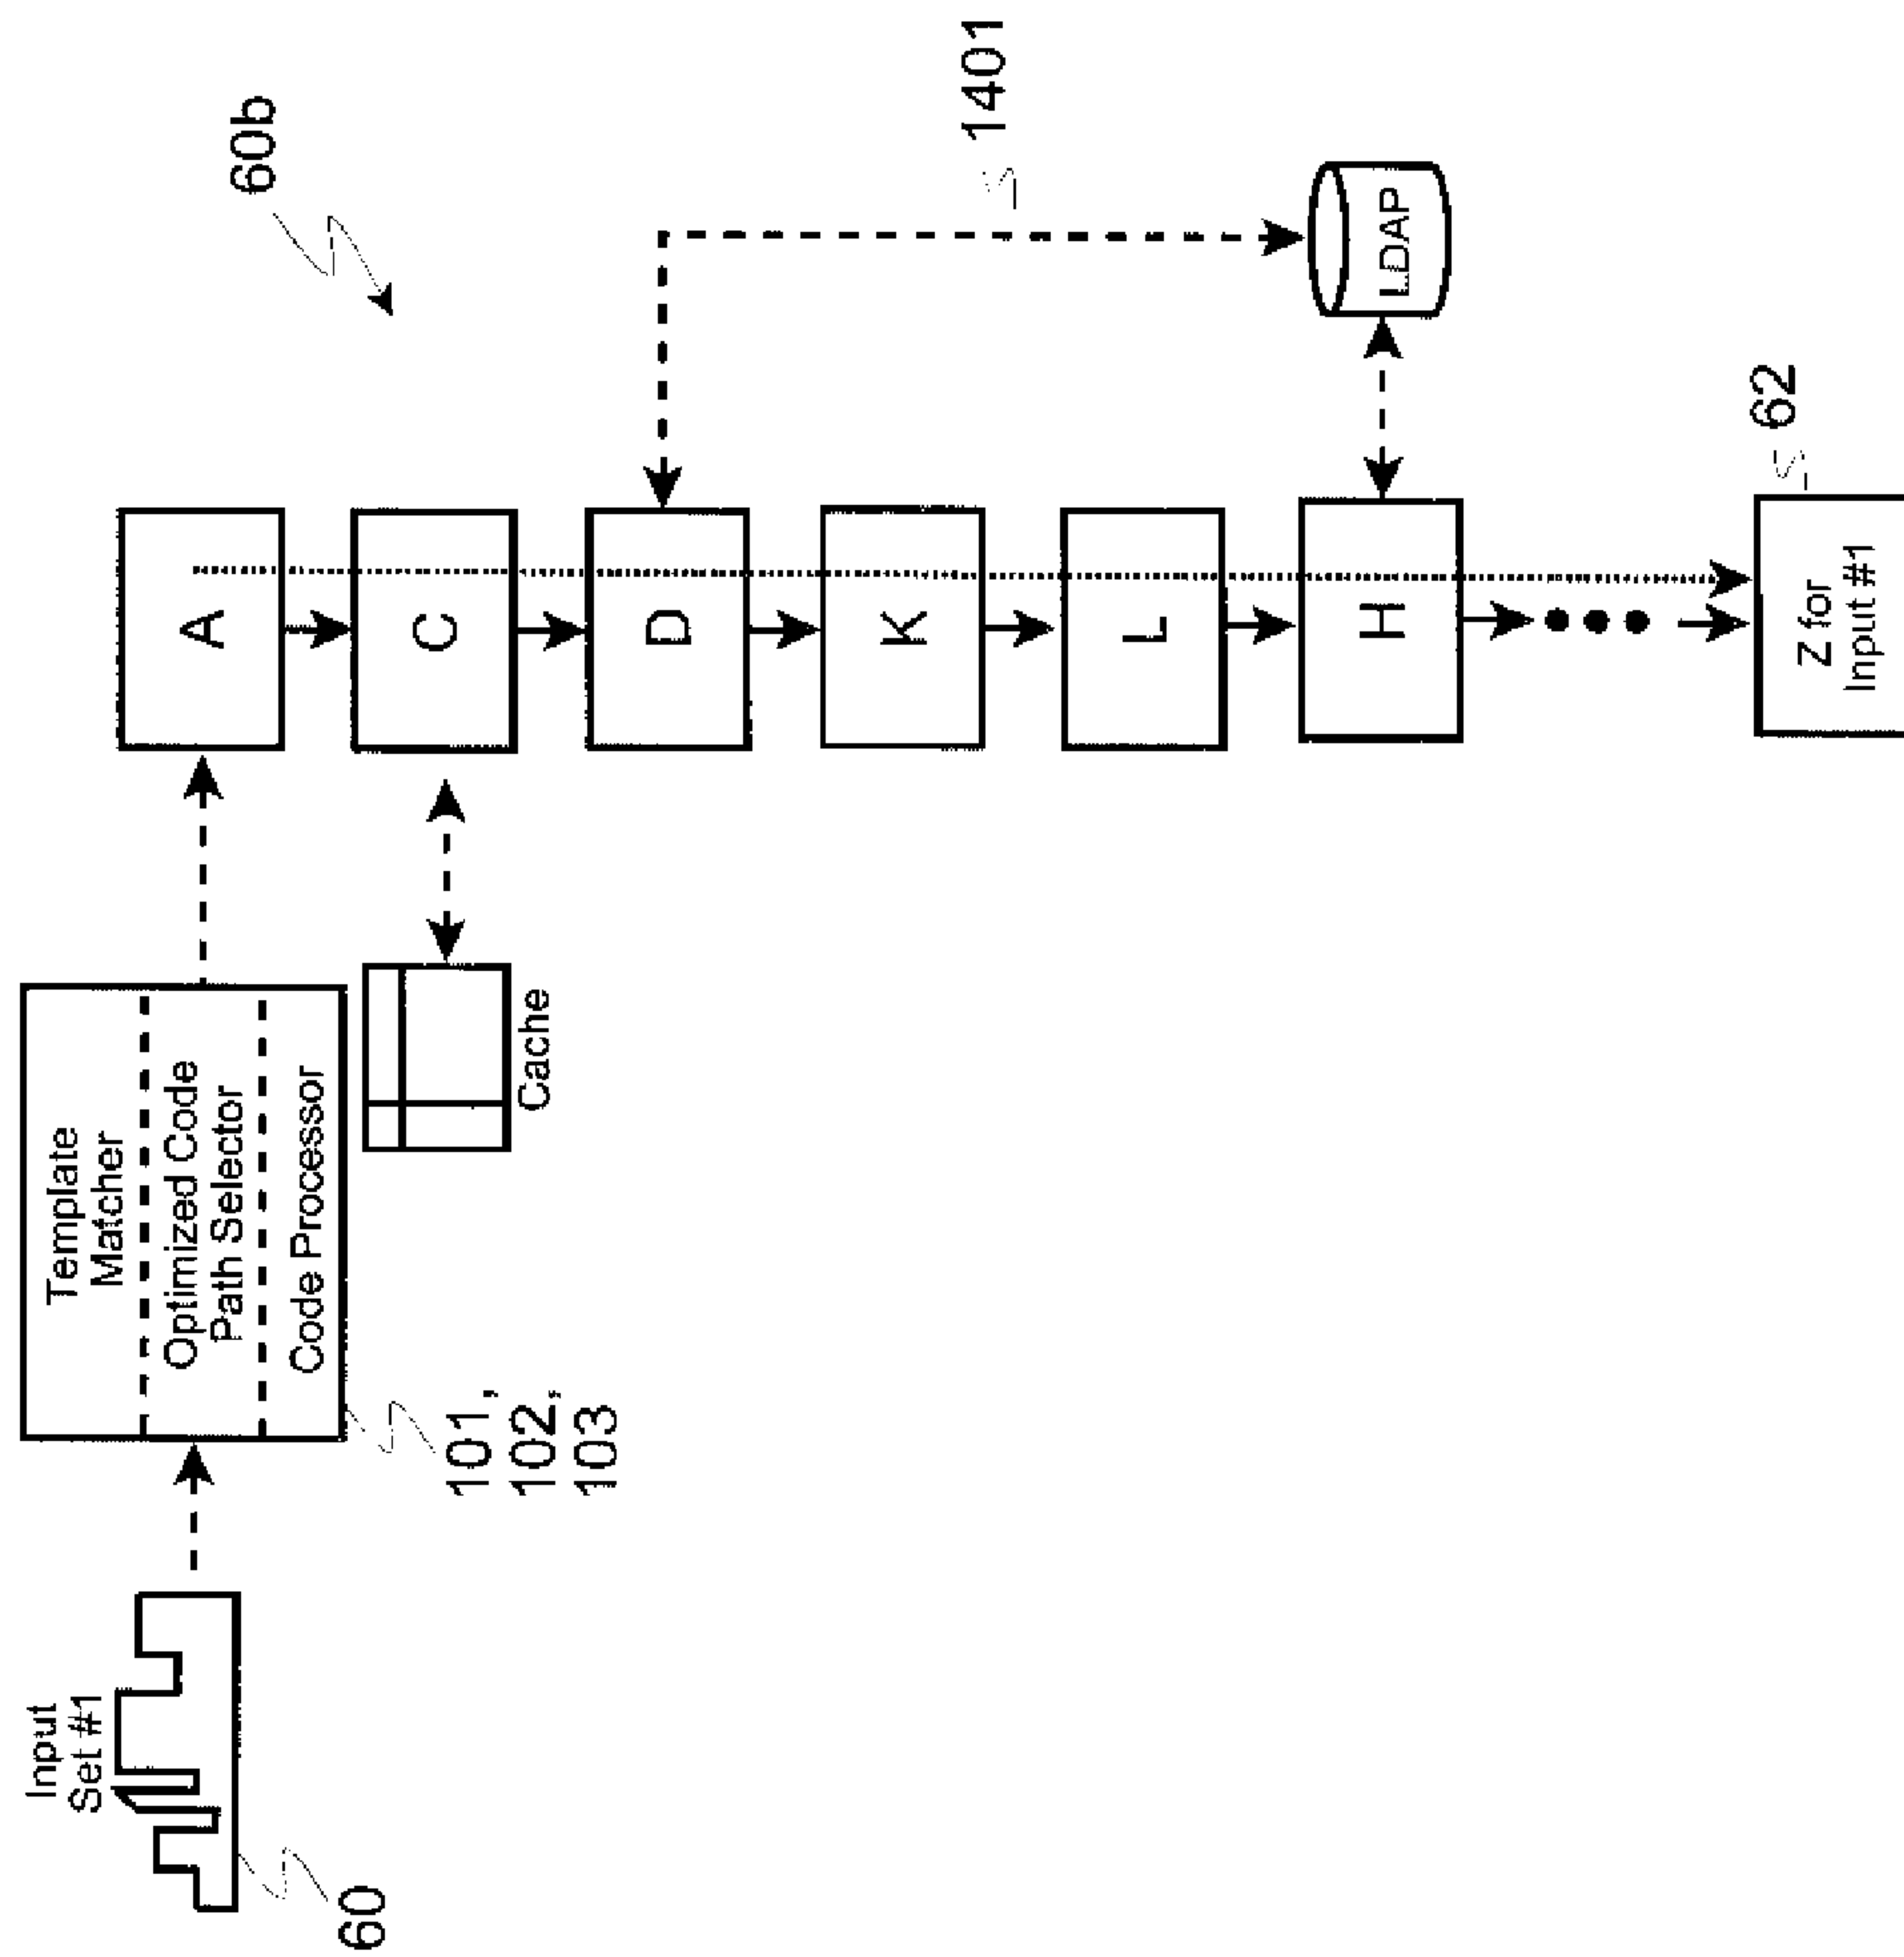 60b
1401
A
C
D
K
L
H
LDAP
62
Z for
Input #1
Template
Matcher
Optimized Code
Path Selector
Code Processor
Cache
101,
102,
103
Input
Set #1
60